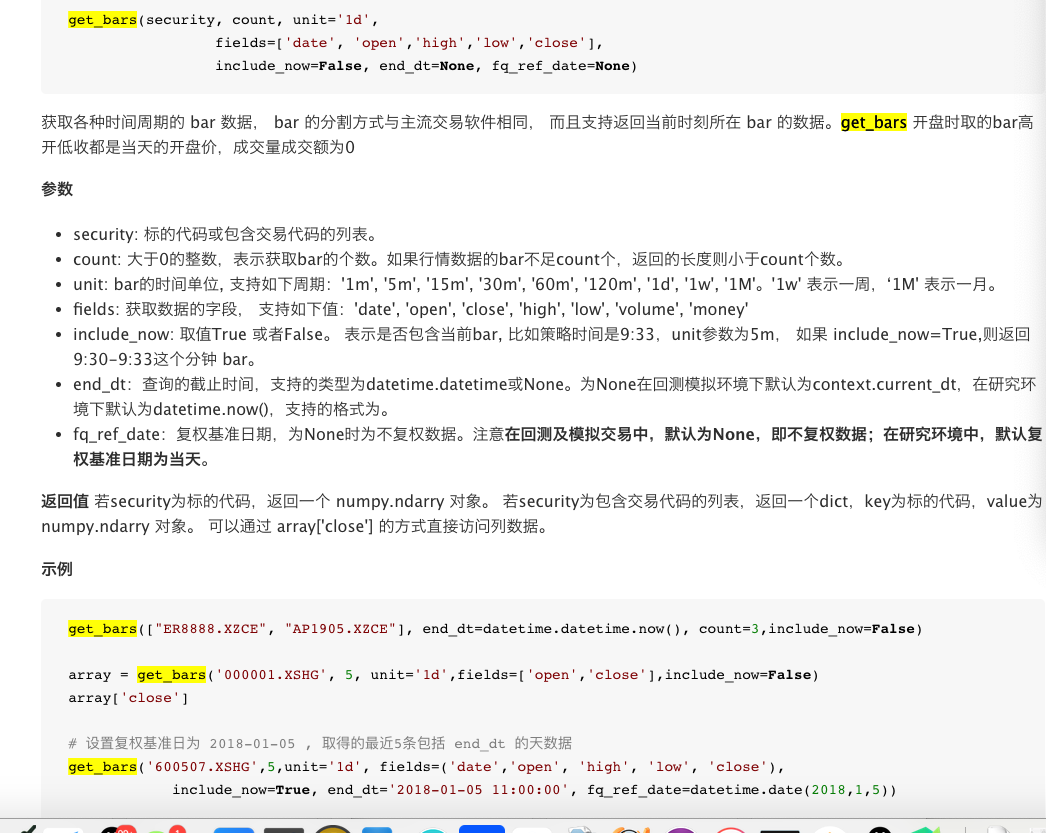 get_bars(security, count, unit='1d',
fields=['date', 'open','high','low','close'],
include_now=False, end_dt=None, fq_ref_date=None)
获取各种时间周期的 bar 数据， bar 的分割方式与主流交易软件相同， 而且支持返回当前时刻所在 bar 的数据。get_bars 开盘时取的bar高
开低收都是当天的开盘价，成交量成交额为0
参数
• security: 标的代码或包含交易代码的列表。
• count: 大于0的整数，表示获取bar的个数。如果行情数据的bar不足count个，返回的长度则小于count个数。
• unit: bar的时间单位, 支持如下周期：'1m', '5m', '15m', '30m', '60m', '120m', '1d', '1w', '1M'。'1w' 表示一周，‘1M' 表示一月。
• fields: 获取数据的字段， 支持如下值：'date', 'open', 'close', 'high', 'low', 'volume', 'money'
• include_now: 取值True 或者False。 表示是否包含当前bar, 比如策略时间是9:33，unit参数为5m， 如果 include_now=True,则返回
9:30-9:33这个分钟 bar。
• end_dt：查询的截止时间，支持的类型为datetime.datetime或None。为None在回测模拟环境下默认为context.current_dt，在研究环
境下默认为datetime.now()，支持的格式为。
• fq_ref_date：复权基准日期，为None时为不复权数据。注意在回测及模拟交易中，默认为None，即不复权数据；在研究环境中，默认复
权基准日期为当天。
返回值 若security为标的代码，返回一个 numpy.ndarry 对象。 若security为包含交易代码的列表，返回一个dict，key为标的代码，value为
numpy.ndarry 对象。 可以通过 array['close'] 的方式直接访问列数据。
示例
get_bars(["ER8888.XZCE", "AP1905.XZCE"], end_dt=datetime.datetime.now(), count=3,include_now=False)
array = get_bars('000001.XSHG', 5, unit='1d',fields=['open','close'],include_now=False)
array['close']
# 设置复权基准日为 2018-01-05 , 取得的最近5条包括 end_dt 的天数据
get_bars('600507.XSHG',5,unit='1d', fields=('date','open', 'high', 'low', 'close'),
include_now=True, end_dt='2018-01-05 11:00:00', fq_ref_date=datetime.date(2018,1,5))